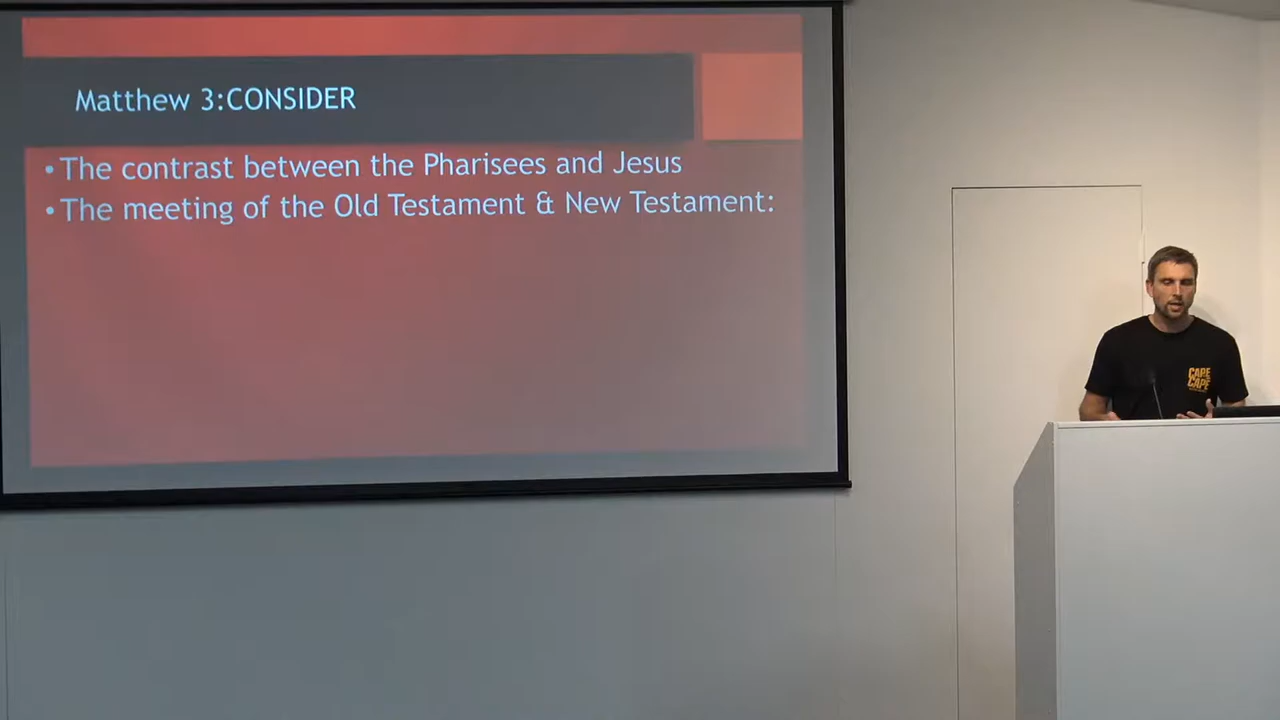 Matthew 3:CONSIDER
•The contrast between the Pharisees and Jesus
•The meeting of the Old Testament & New Testament:
CAPE
CAPE